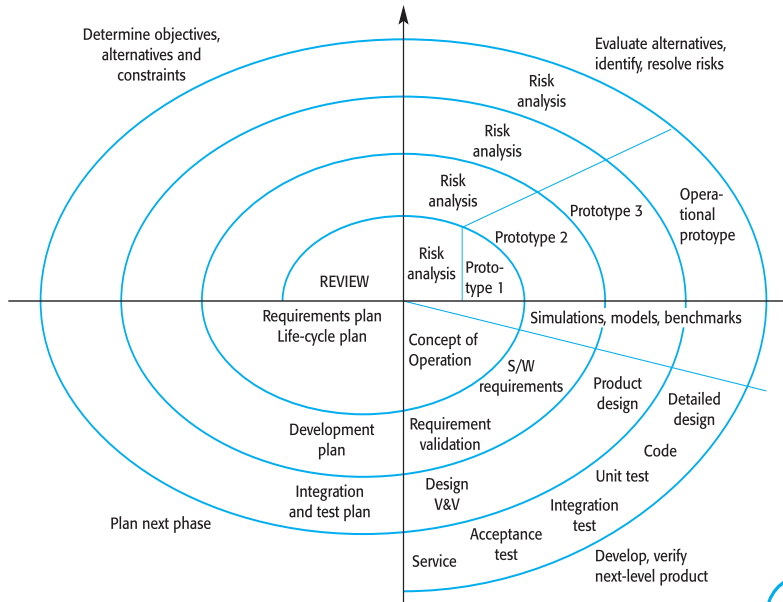 Determine objectives,
alternatives and
constraints
Evaluate alternatives,
identify, resolve risks
Risk
analysis
Risk
analysis
Risk
analysis
Risk
analysis
Proto-
type 1
Prototype 2
Prototype 3
Opera-
tional
protoype
REVIEW
Requirements plan
Life-cycle plan
Simulations, models, benchmarks
Concept of
Operation
S/W
requirements
Product
design
Detailed
design
Development
plan
Requirement
validation
Code
Unit test
Integration
and test plan
Design
V&V
Integration
test
Plan next phase
Acceptance
test
Service
Develop, verify
next-level product